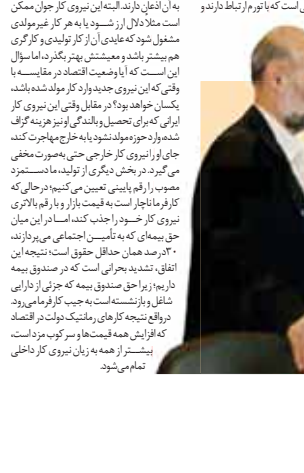 ی است که با تورم ارتباط دارند و
به آن اذعان دارند. البته این نیروی کار جوان ممکن
است مثلا دلال ارز شود یا به هر کار غیرمولدی
مشغول شود که عایدی آن از کار تولیدی و کارگری
هم بیشتر باشد و معیشتش بهتر بگذرد، اما سؤال
این است که آیا وضعیت اقتصاد در مقایسه با
وقتی که این نیروی جدید وارد کار مولد شده باشد،
یکسان خواهد بود؟ در مقابل وقتی این نیروی کار
ایرانی که برای تحصیل و بالندگی او نیز هزینه گزاف
شده، وارد حوزه مولد نشود یا به خارج مهاجرت کند،
جای او را نیروی کار خارجی حتی به‌صورت مخفی
می‌گیرد. در بخش دیگری از تولید، ما دستمزد
مصوب را رقم پایینی تعیین می‌کنیم؛ درحالی‌که
کارفرما ناچار است به قیمت بازار و با رقم بالاتری
نیروی کار خود را جذب کند، اما در این میان
حق بیمه‌ای که به تأمین اجتماعی می‌پردازند،
۳۰درصد همان حداقل حقوق است؛ نتیجه این
اتفاق، تشدید بحرانی است که در صندوق بیمه
داریم؛ زیرا حق صندوق بیمه که جزئی از دارایی
شاغل و بازنشسته است به جیب کارفرما می‌رود.
درواقع نتیجه کارهای رمانتیک دولت در اقتصاد
که افزایش همه قیمت‌ها و سرکوب مزد است،
بیشتر از همه به زیان نیروی کار داخلی
تمام می‌شود.